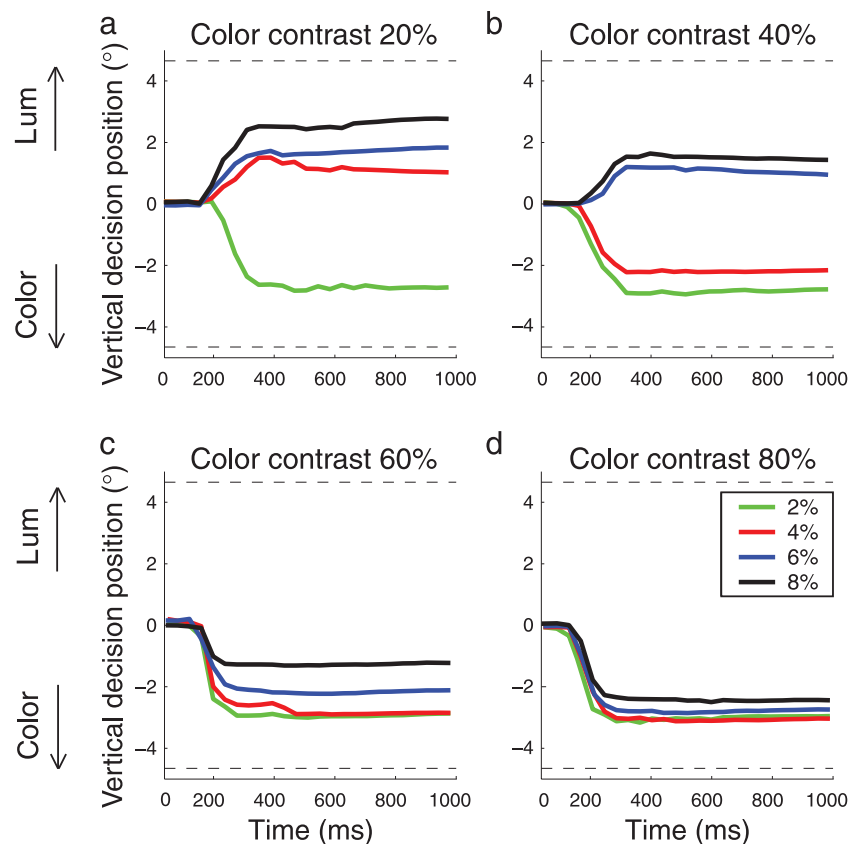 a
Color contrast 20%
Vertical decision position (°)
Lum
Color
4
2
0
−2
−4
0 200 400 600 800 1000
b
Color contrast 40%
4
2
0
−2
−4
0 200 400 600 800 1000
c
Color contrast 60%
Vertical decision position (°)
Lum
Color
4
2
0
−2
−4
0 200 400 600 800 1000
Time (ms)
d
Color contrast 80%
4
2
0
−2
−4
2%
4%
6%
8%
0 200 400 600 800 1000
Time (ms)